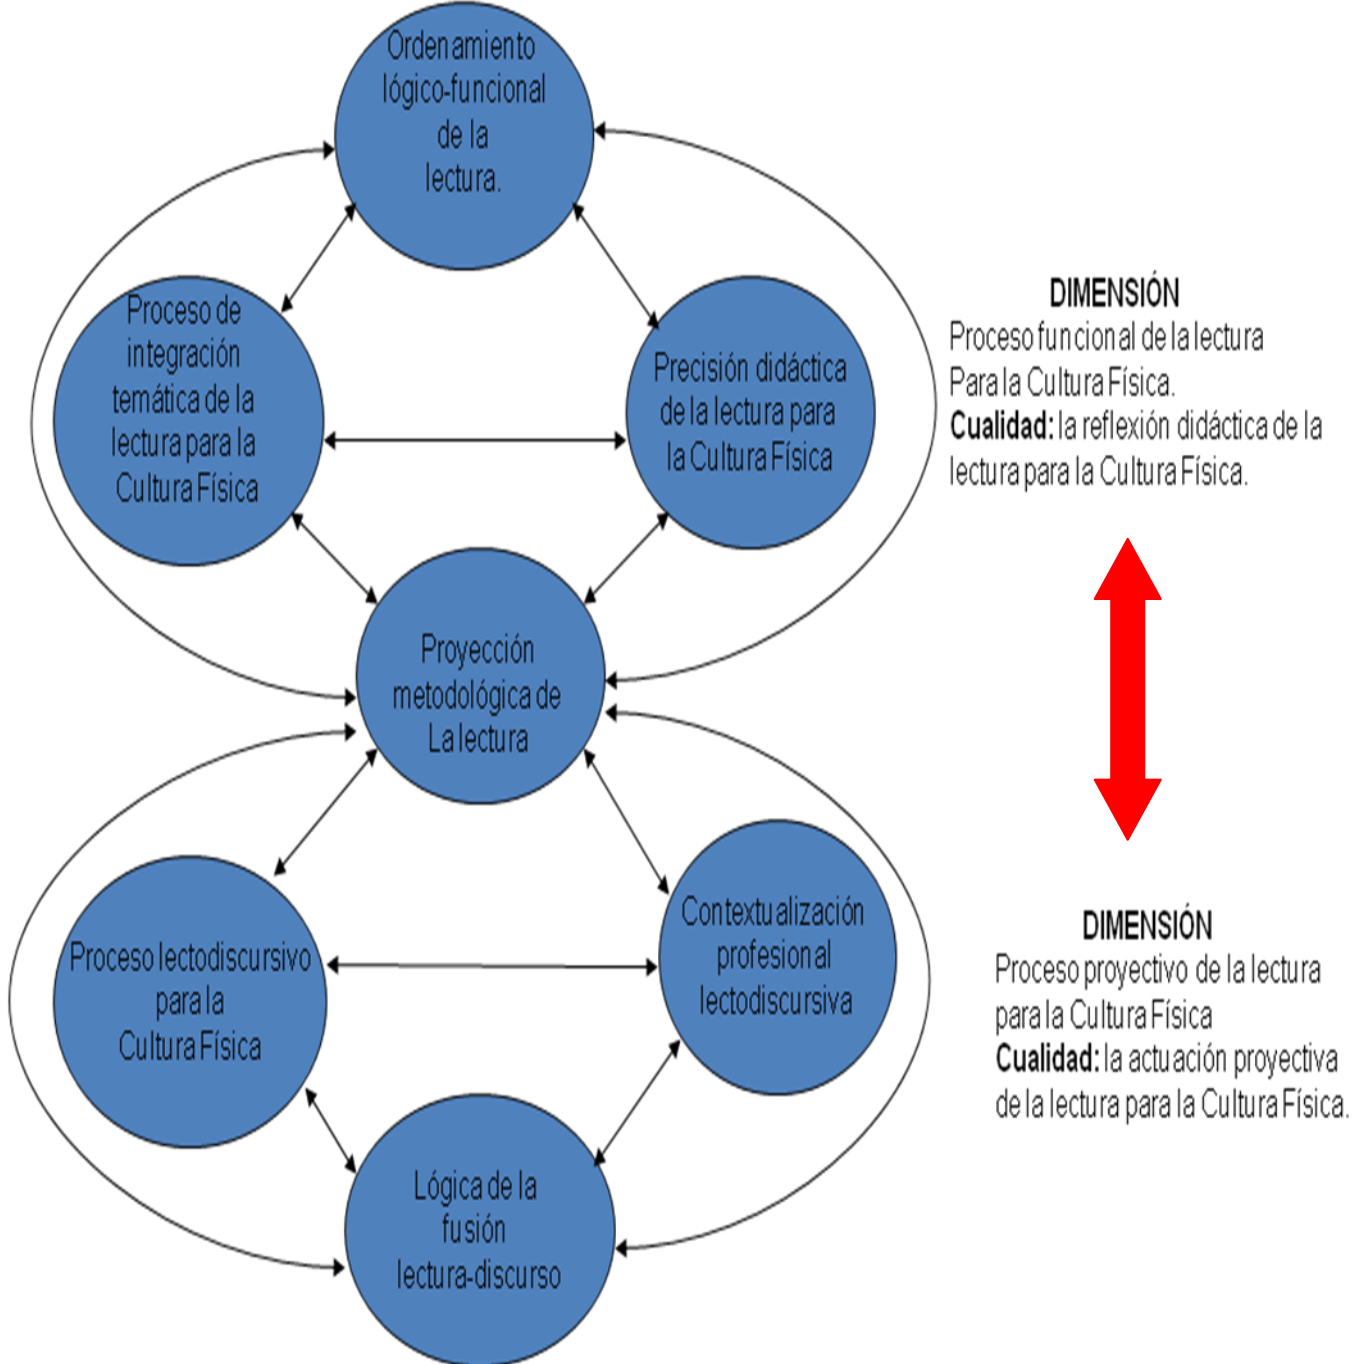 Ordenamiento
lógico-funcional
de la
lectura.
Proceso de
integración
temática de la
lectura para la
Cultura Física
Precisión didáctica
de la lectura para
la Cultura Física
Proyección
metodológica de
La lectura
Proceso lectodiscursivo
para la
Cultura Física
Contextualización
profesional
lectodiscursiva
Lógica de la
fusión
lectura-discurso
DIMENSIÓN
Proceso funcional de la lectura
Para la Cultura Física.
Cualidad: la reflexión didáctica de la
lectura para la Cultura Física.
DIMENSIÓN
Proceso proyectivo de la lectura
para la Cultura Física
Cualidad: la actuación proyectiva
de la lectura para la Cultura Física.